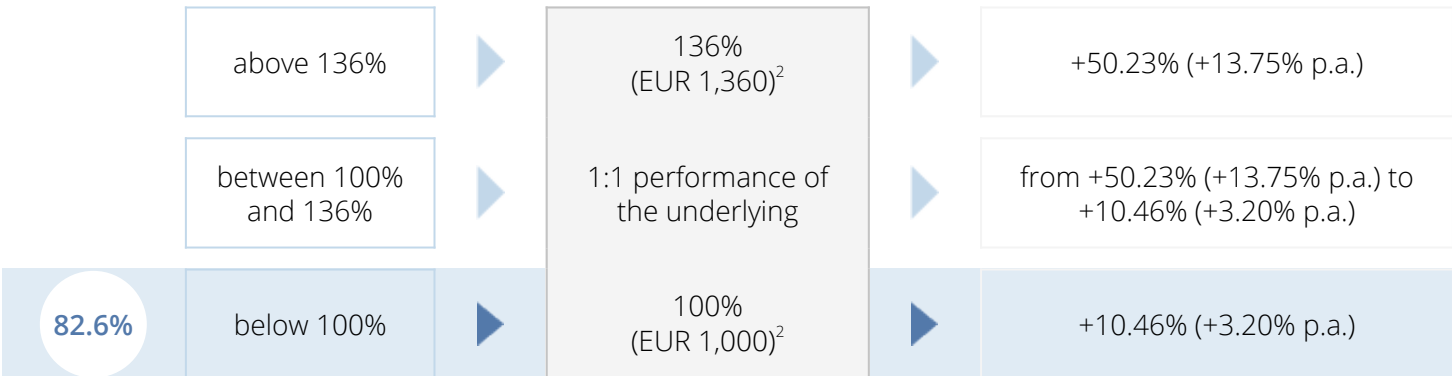 above 136%
136%
(EUR 1,360)2
+50.23% (+13.75% p.a.)
between 100%
and 136%
1:1 performance of
the underlying
from +50.23% (+13.75% p.a.) to
+10.46% (+3.20% p.a.)
82.6%
below 100%
100%
(EUR 1,000)2
+10.46% (+3.20% p.a.)